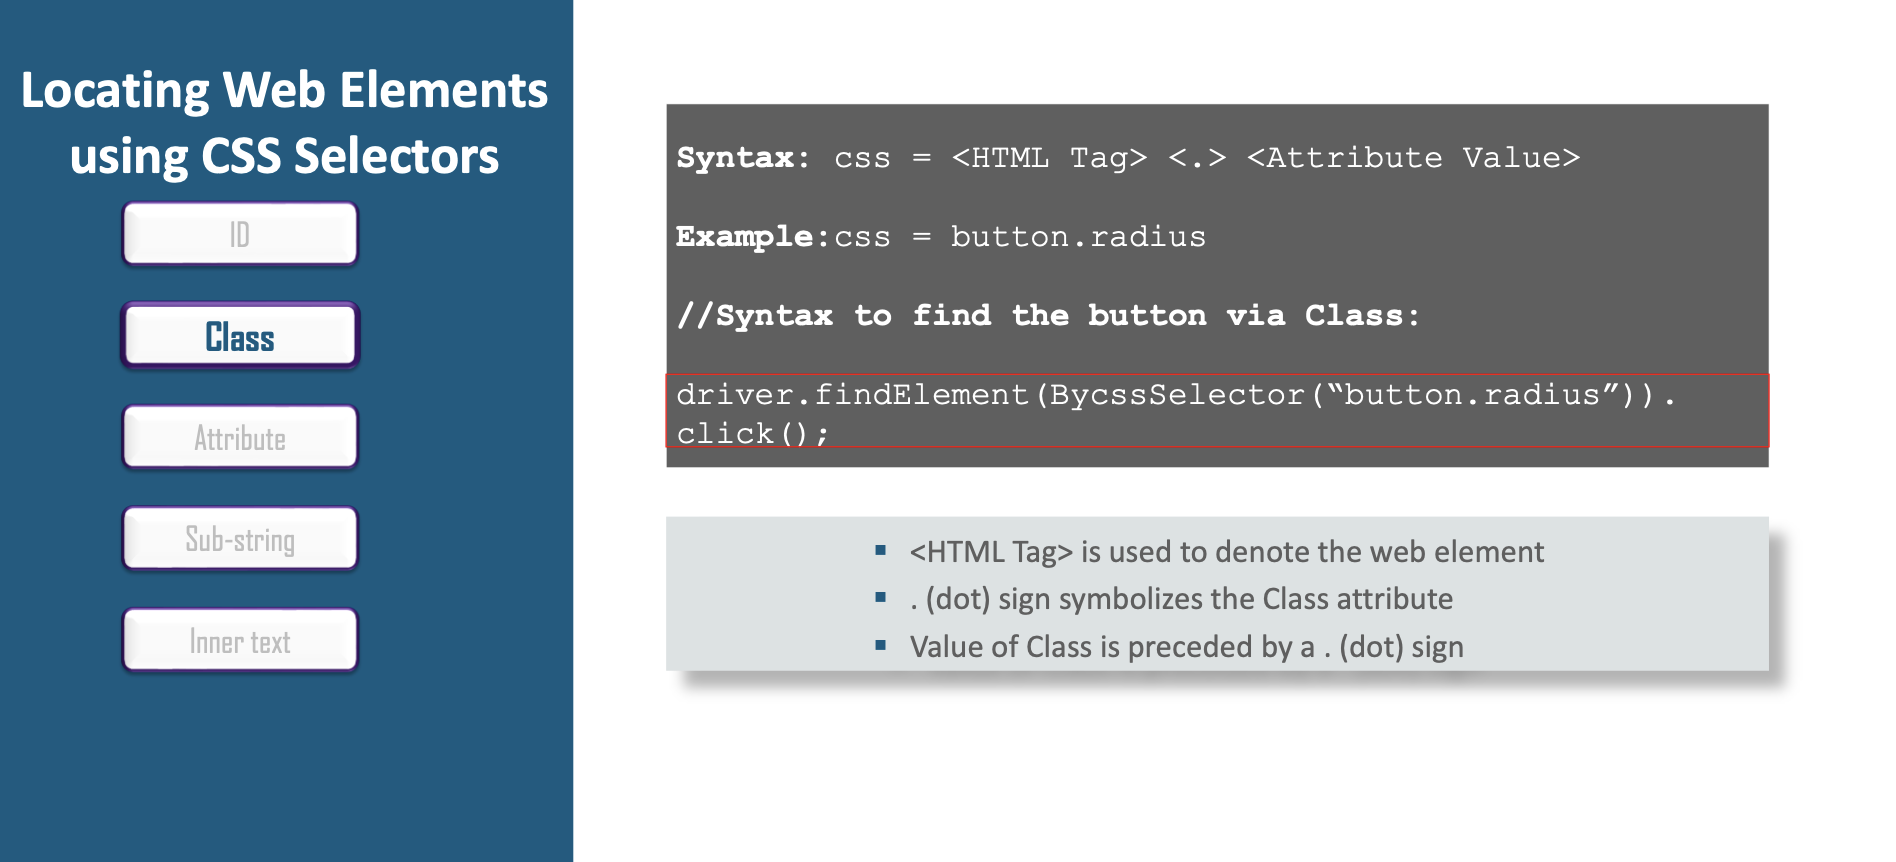 Locating Web Elements
using CSS Selectors
ID
Class
Attribute
Sub-string
Inner text
Syntax: css = <HTML Tag> <.> <Attribute Value>
Example:css = button.radius
//Syntax to find the button via Class:
driver.findElement(BycssSelector(“button.radius”)).
click();
▪ <HTML Tag> is used to denote the web element
▪ . (dot) sign symbolizes the Class attribute
▪ Value of Class is preceded by a . (dot) sign